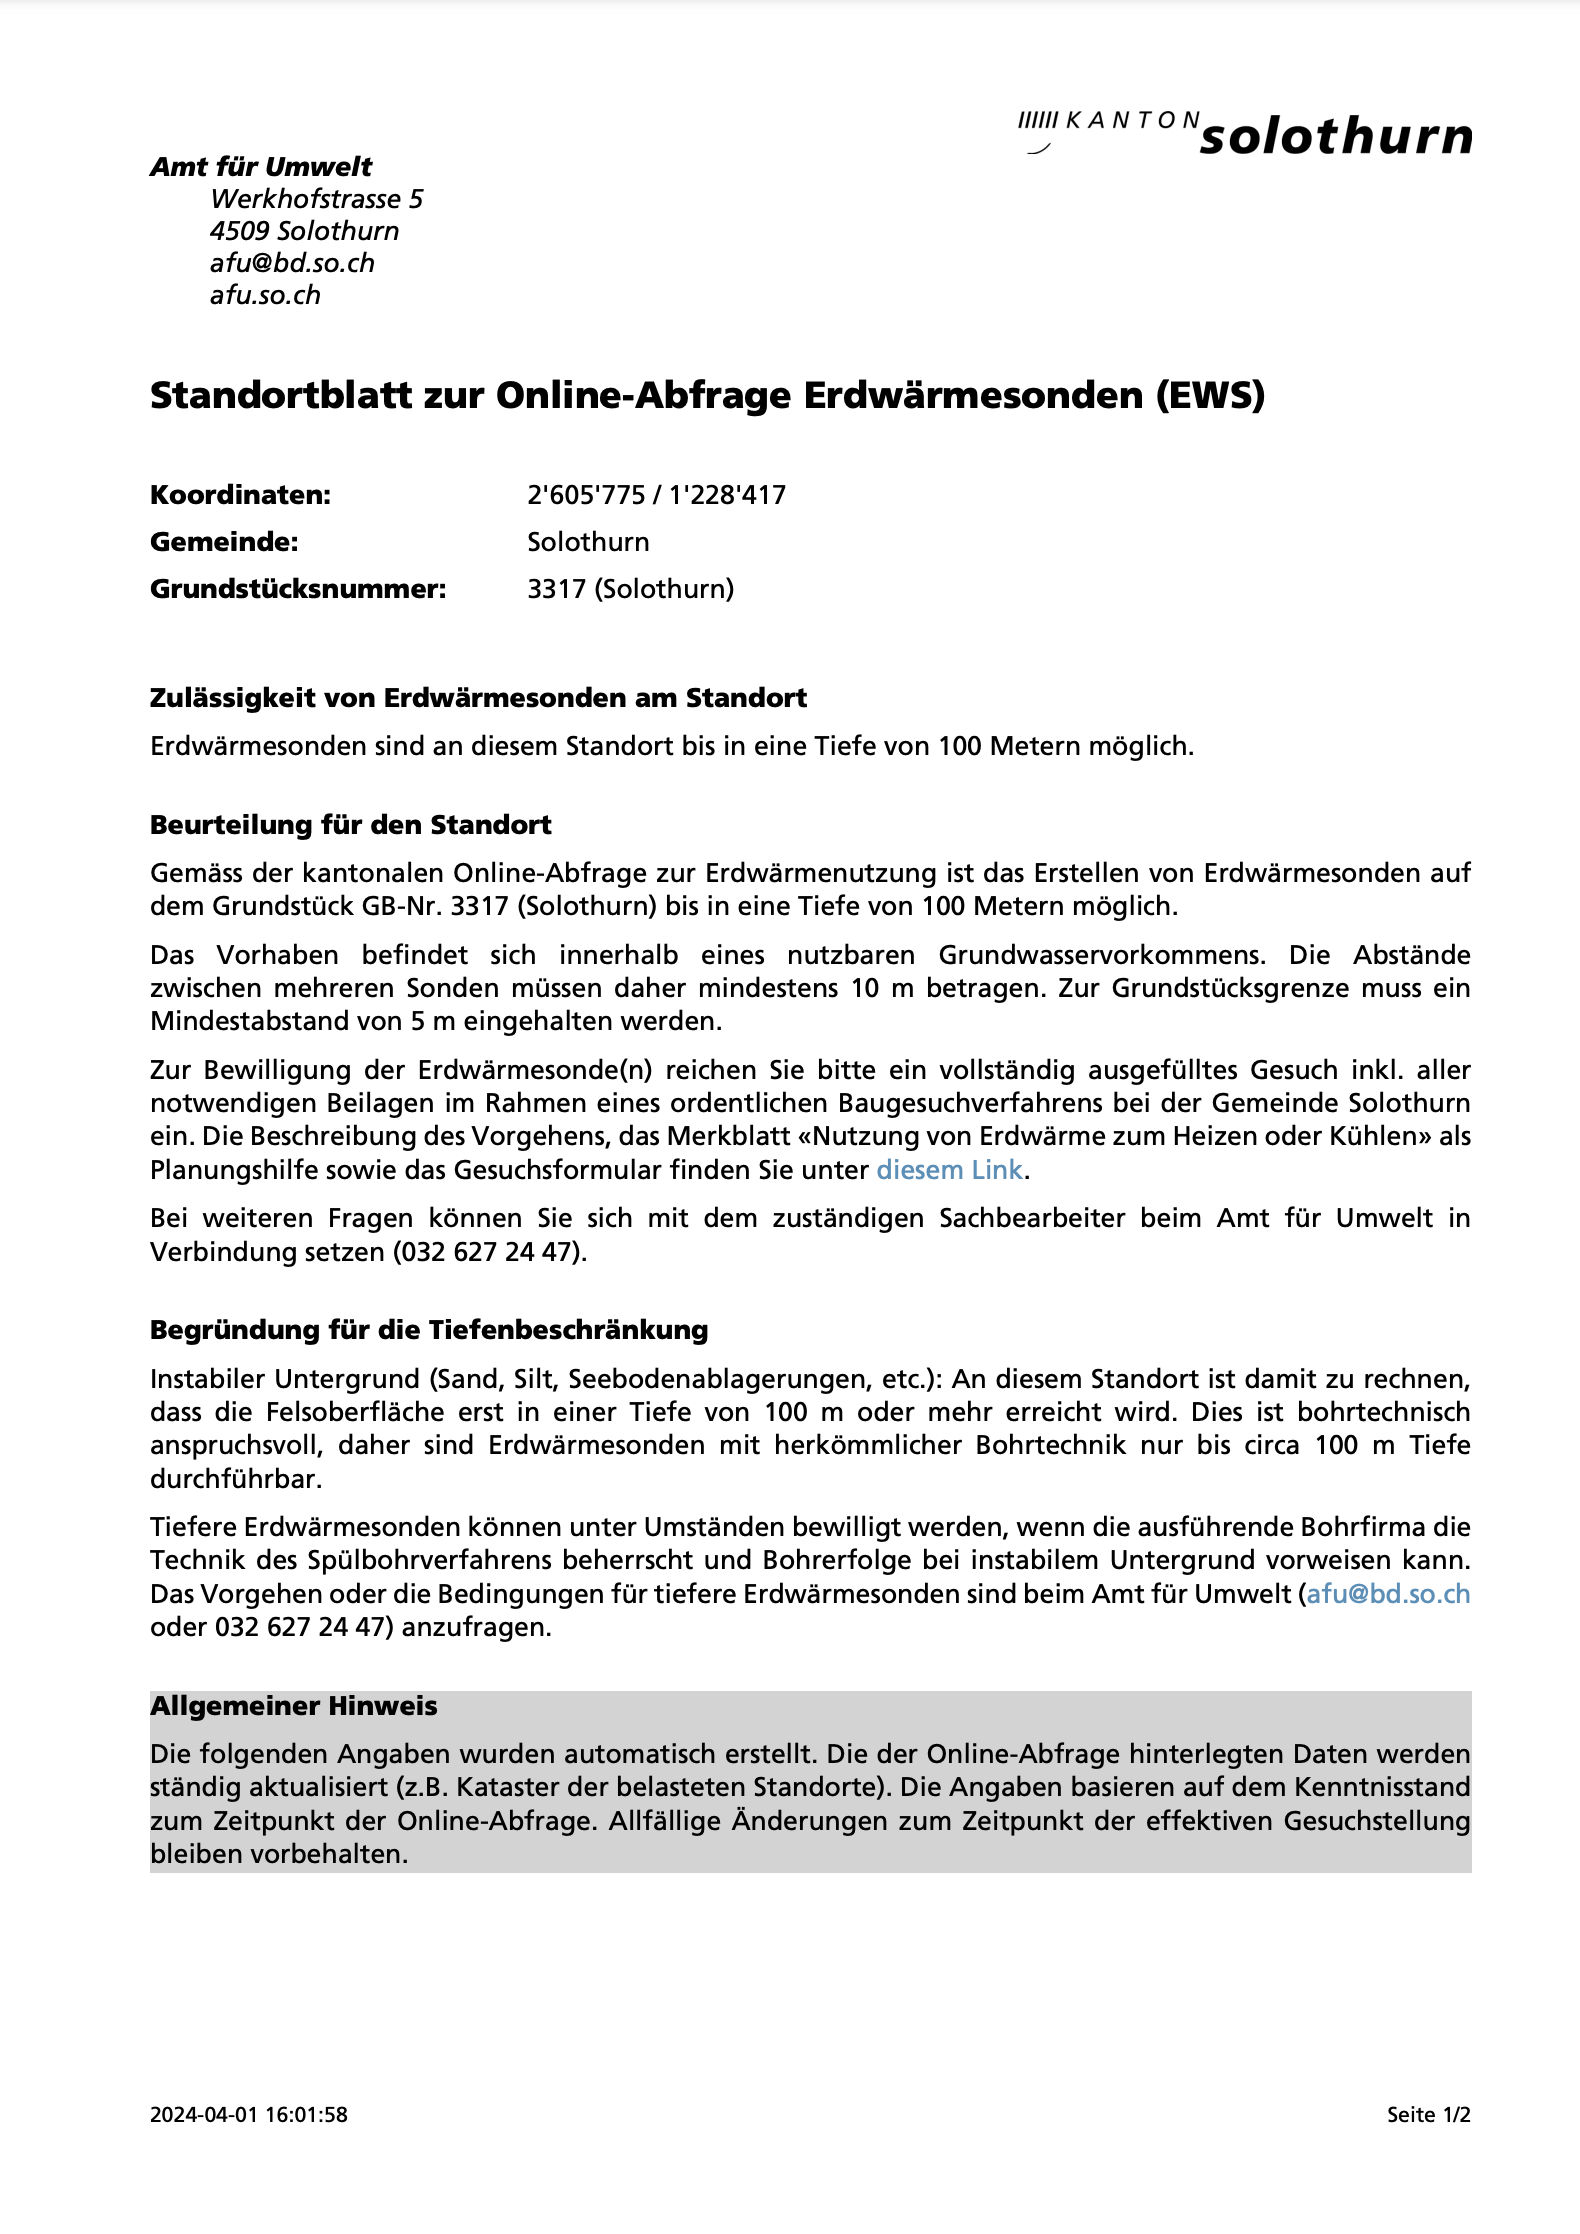 KANTON solothurn
Amt für Umwelt
Werkhofstrasse 5
4509 Solothurn
afu@bd.so.ch
afu.so.ch
Standortblatt zur Online-Abfrage Erdwärmesonden (EWS)
Koordinaten: 2'605'775 / 1'228'417
Gemeinde: Solothurn
Grundstücksnummer: 3317 (Solothurn)
Zulässigkeit von Erdwärmesonden am Standort
Erdwärmesonden sind an diesem Standort bis in eine Tiefe von 100 Metern möglich.
Beurteilung für den Standort
Gemäss der kantonalen Online-Abfrage zur Erdwärmenutzung ist das Erstellen von Erdwärmesonden auf
dem Grundstück GB-Nr. 3317 (Solothurn) bis in eine Tiefe von 100 Metern möglich.
Das Vorhaben befindet sich innerhalb eines nutzbaren Grundwasservorkommens. Die Abstände
zwischen mehreren Sonden müssen daher mindestens 10 m betragen. Zur Grundstücksgrenze muss ein
Mindestabstand von 5 m eingehalten werden.
Zur Bewilligung der Erdwärmesonde(n) reichen Sie bitte ein vollständig ausgefülltes Gesuch inkl. aller
notwendigen Beilagen im Rahmen eines ordentlichen Baugesuchverfahrens bei der Gemeinde Solothurn
ein. Die Beschreibung des Vorgehens, das Merkblatt «Nutzung von Erdwärme zum Heizen oder Kühlen» als
Planungshilfe sowie das Gesuchsformular finden Sie unter diesem Link.
Bei weiteren Fragen können Sie sich mit dem zuständigen Sachbearbeiter beim Amt für Umwelt in
Verbindung setzen (032 627 24 47).
Begründung für die Tiefenbeschränkung
Instabiler Untergrund (Sand, Silt, Seebodenablagerungen, etc.): An diesem Standort ist damit zu rechnen,
dass die Felsoberfläche erst in einer Tiefe von 100 m oder mehr erreicht wird. Dies ist bohrtechnisch
anspruchsvoll, daher sind Erdwärmesonden mit herkömmlicher Bohrtechnik nur bis circa 100 m Tiefe
durchführbar.
Tiefere Erdwärmesonden können unter Umständen bewilligt werden, wenn die ausführende Bohrfirma die
Technik des Spülbohrverfahrens beherrscht und Bohrerfolge bei instabilem Untergrund vorweisen kann.
Das Vorgehen oder die Bedingungen für tiefere Erdwärmesonden sind beim Amt für Umwelt (afu@bd.so.ch
oder 032 627 24 47) anzufragen.
Allgemeiner Hinweis
Die folgenden Angaben wurden automatisch erstellt. Die der Online-Abfrage hinterlegten Daten werden
ständig aktualisiert (z.B. Kataster der belasteten Standorte). Die Angaben basieren auf dem Kenntnisstand
zum Zeitpunkt der Online-Abfrage. Allfällige Änderungen zum Zeitpunkt der effektiven Gesuchstellung
bleiben vorbehalten.
2024-04-01 16:01:58 Seite 1/2